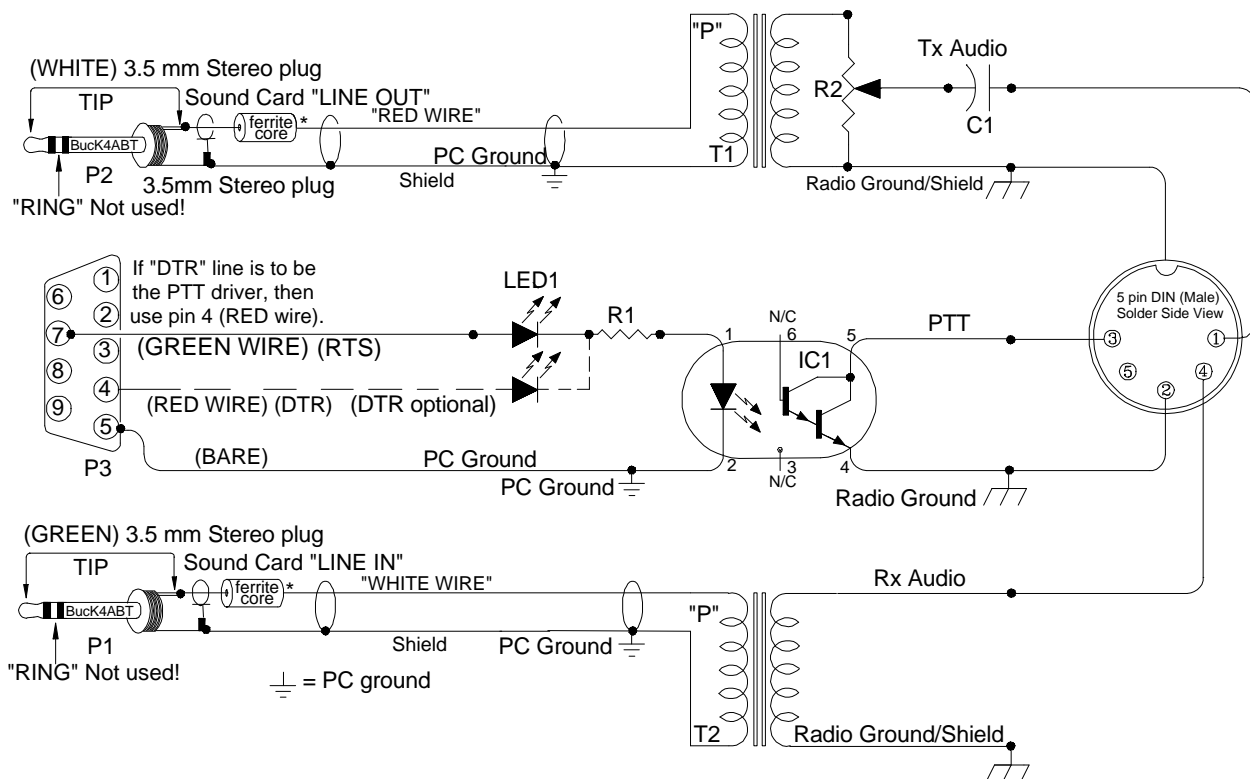 (WHITE) 3.5 mm Stereo plug
TIP
Sound Card "LINE OUT"
ferrite
core
*
"RED WIRE"
BucK4ABT
P2
3.5mm Stereo plug
PC Ground
Shield
"RING" Not used!
"P"
T1
R2
Tx Audio
C1
Radio Ground/Shield
If "DTR" line is to be
the PTT driver, then
use pin 4 (RED wire).
(GREEN WIRE) (RTS)
1
6
2
7
3
8
4
9
5
P3
(RED WIRE) (DTR) (DTR optional)
(BARE)
PC Ground
PC Ground
LED1
R1
1
N/C
6
5
IC1
2
N/C
3
4
PTT
Radio Ground
5 pin DIN (Male)
Solder Side View
3
1
5
4
2
(GREEN) 3.5 mm Stereo plug
TIP
Sound Card "LINE IN"
ferrite
core
*
"WHITE WIRE"
BucK4ABT
P1
Shield
PC Ground
"RING" Not used!
= PC ground
"P"
T2
Rx Audio
Radio Ground/Shield